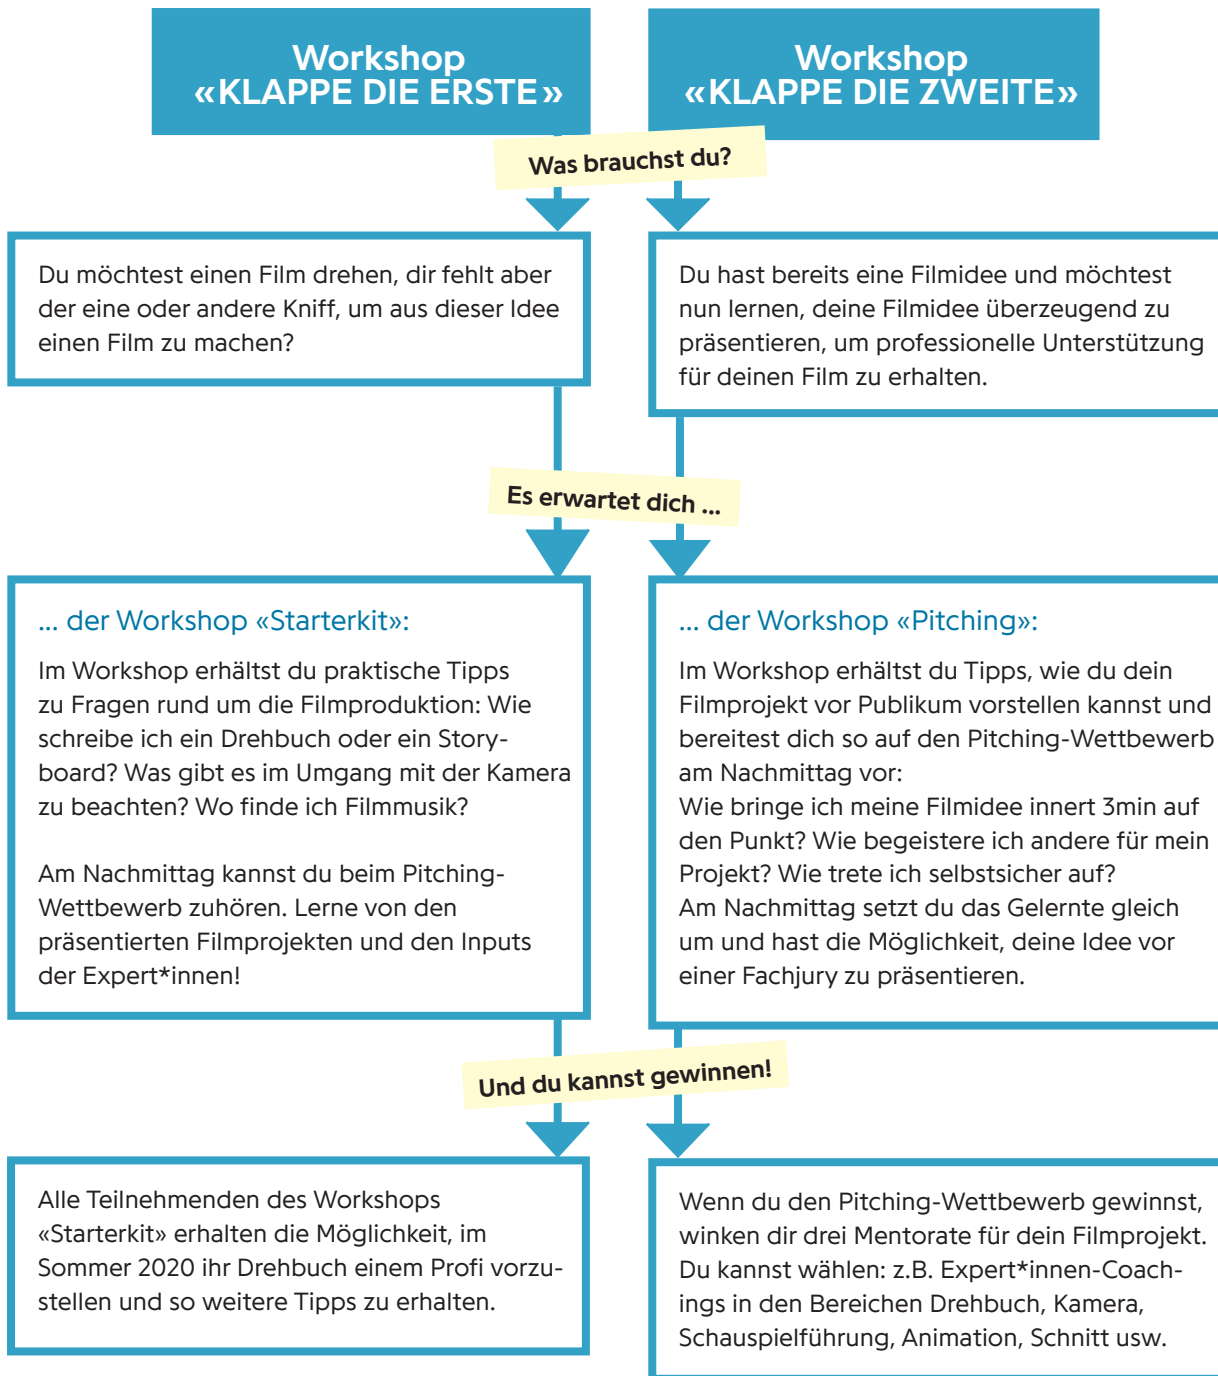 Workshop
«KLAPPE DIE ERSTE»
Workshop
«KLAPPE DIE ZWEITE»
Was brauchst du?
Du möchtest einen Film drehen, dir fehlt aber
der eine oder andere Kniff, um aus dieser Idee
einen Film zu machen?
Du hast bereits eine Filmidee und möchtest
nun lernen, deine Filmidee überzeugend zu
präsentieren, um professionelle Unterstützung
für deinen Film zu erhalten.
Es erwartet dich ...
... der Workshop «Starterkit»:
Im Workshop erhältst du praktische Tipps
zu Fragen rund um die Filmproduktion: Wie
schreibe ich ein Drehbuch oder ein Story-
board? Was gibt es im Umgang mit der Kamera
zu beachten? Wo finde ich Filmmusik?
Am Nachmittag kannst du beim Pitching-
Wettbewerb zuhören. Lerne von den
präsentierten Filmprojekten und den Inputs
der Expert*innen!
... der Workshop «Pitching»:
Im Workshop erhältst du Tipps, wie du dein
Filmprojekt vor Publikum vorstellen kannst und
bereitest dich so auf den Pitching-Wettbewerb
am Nachmittag vor:
Wie bringe ich meine Filmidee innert 3min auf
den Punkt? Wie begeistere ich andere für mein
Projekt? Wie trete ich selbstsicher auf?
Am Nachmittag setzt du das Gelernte gleich
um und hast die Möglichkeit, deine Idee vor
einer Fachjury zu präsentieren.
Und du kannst gewinnen!
Alle Teilnehmenden des Workshops
«Starterkit» erhalten die Möglichkeit, im
Sommer 2020 ihr Drehbuch einem Profi vorzu-
stellen und so weitere Tipps zu erhalten.
Wenn du den Pitching-Wettbewerb gewinnst,
winken dir drei Mentorate für dein Filmprojekt.
Du kannst wählen: z.B. Expert*innen-Coach-
ings in den Bereichen Drehbuch, Kamera,
Schauspielführung, Animation, Schnitt usw.